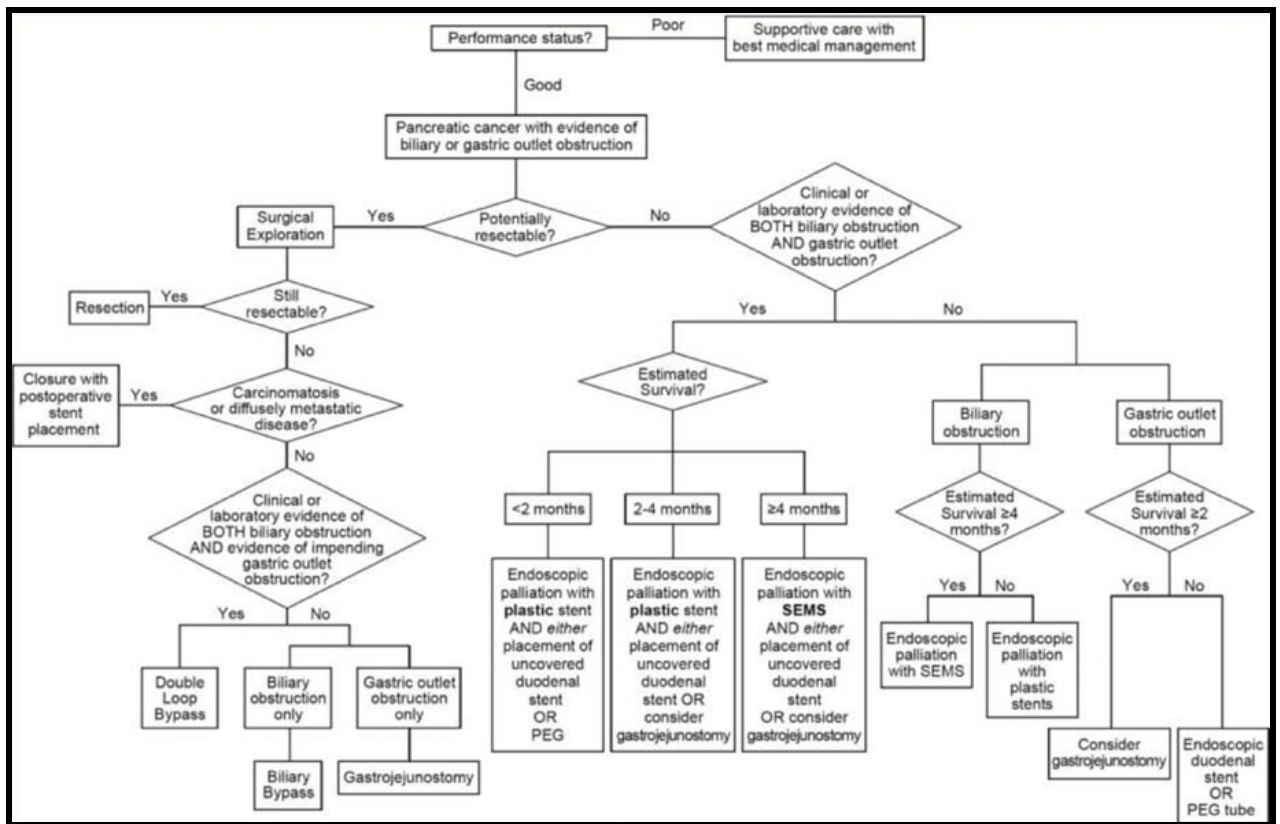 Performance status?
Poor
Supportive care with
best medical management
Good
Pancreatic cancer with evidence of
biliary or gastric outlet obstruction
Potentially
resectable?
Yes
No
Surgical
Exploration
Still
resectable?
Yes
Resection
No
Carcinomatosis
or diffusely metastatic
disease?
Yes
Closure with
postoperative
stent
placement
No
Clinical or
laboratory evidence of
BOTH biliary obstruction
AND evidence of impending
gastric outlet
obstruction?
Yes
No
Double
Loop
Bypass
Biliary
obstruction
only
Gastric outlet
obstruction
only
Biliary
Bypass
Gastrojejunostomy
Clinical or
laboratory evidence of
BOTH biliary obstruction
AND gastric outlet
obstruction?
Yes
No
Estimated
Survival?
<2 months
2-4 months
≥4 months
Endoscopic
palliation with
plastic stent
AND either
placement of
uncovered
duodenal
stent
OR
PEG
Endoscopic
palliation with
plastic stent
AND either
placement of
uncovered
duodenal
stent OR
consider
gastrojejunostomy
Endoscopic
palliation with
SEMS
AND either
placement of
uncovered
duodenal
stent
OR consider
gastrojejunostomy
Biliary
obstruction
Gastric outlet
obstruction
Estimated
Survival ≥4
months?
Estimated
Survival ≥2
months?
Yes
No
Yes
No
Endoscopic
palliation
with SEMS
Endoscopic
palliation
with
plastic
stents
Consider
gastrojejunostomy
Endoscopic
duodenal
stent
OR
PEG tube